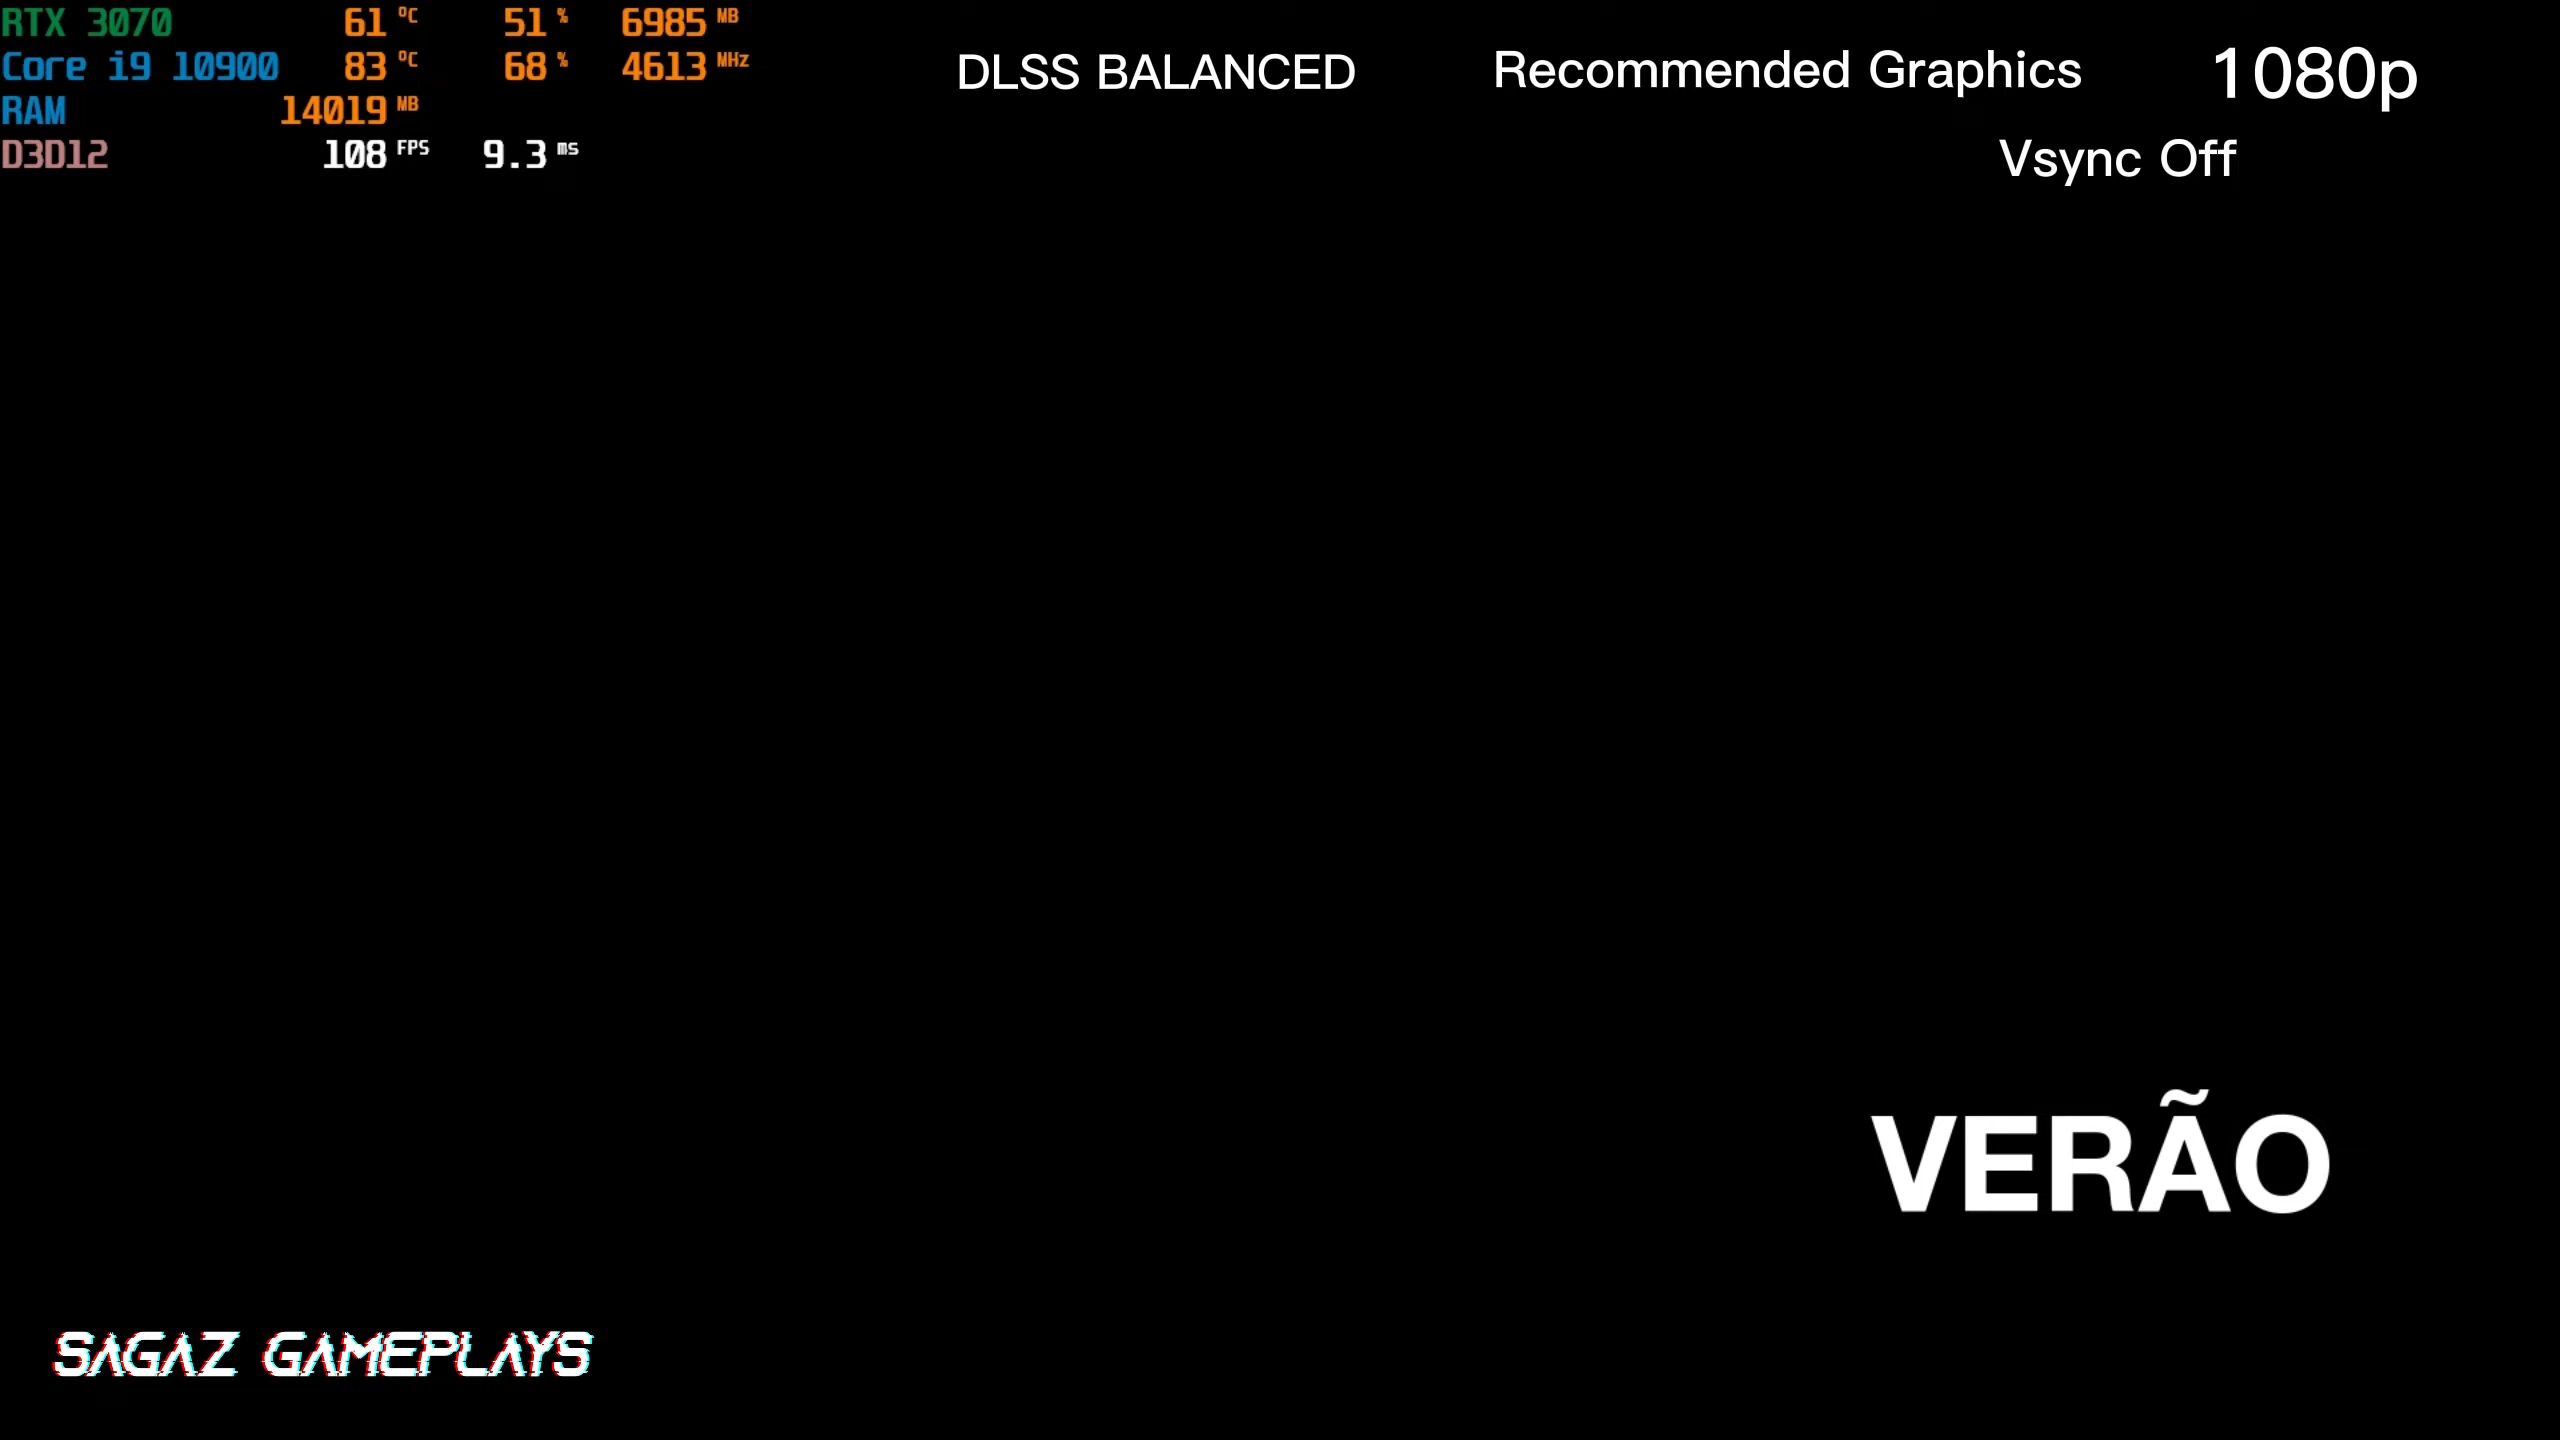 RTX 3070 61 °C 51 % 6985 MB
Core i9 10900 83 °C 68 % 4613 MHz
RAM 14019 MB
D3D12 108 FPS 9.3 ms
DLSS BALANCED
Recommended Graphics
1080p
Vsync Off
VERÃO
SAGAZ GAMEPLAYS